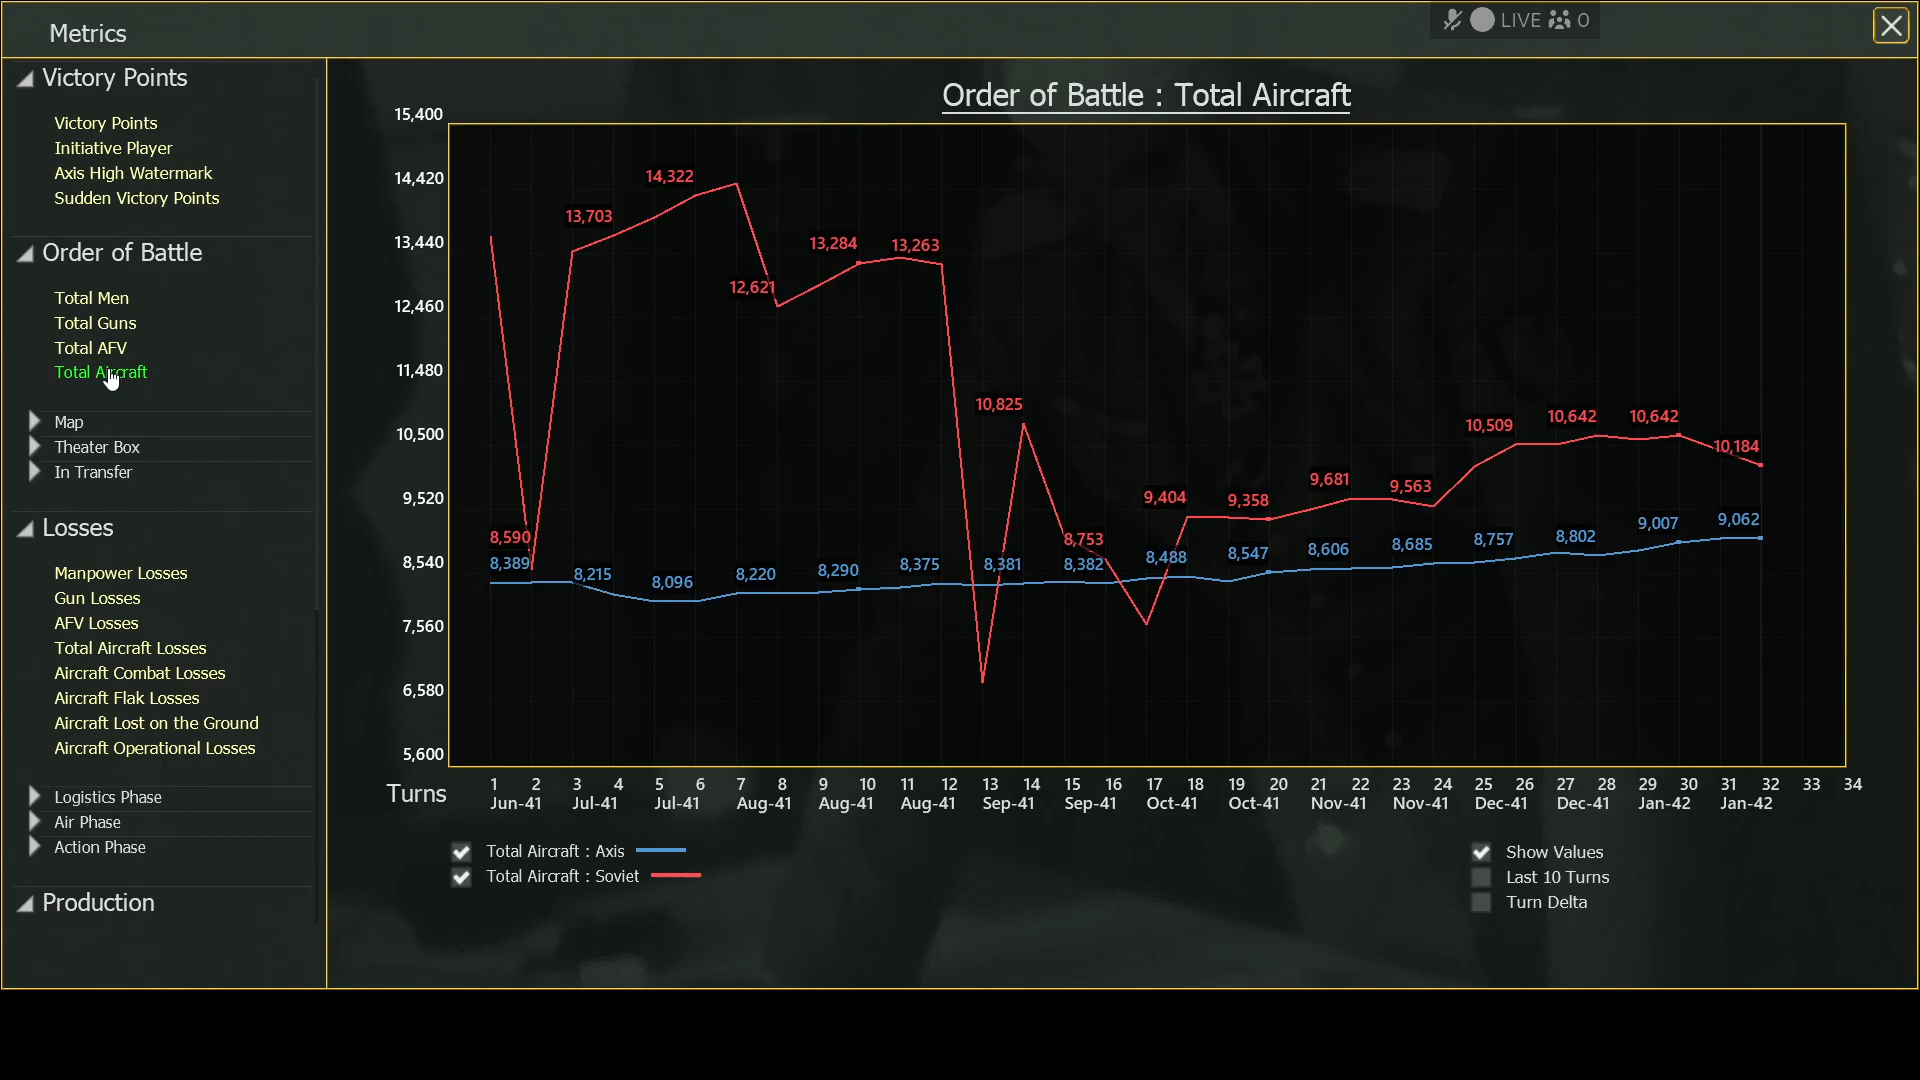 Metrics
LIVE 0
Victory Points
Victory Points
Initiative Player
Axis High Watermark
Sudden Victory Points
Order of Battle
Total Men
Total Guns
Total AFV
Total Aircraft
Map
Theater Box
In Transfer
Losses
Manpower Losses
Gun Losses
AFV Losses
Total Aircraft Losses
Aircraft Combat Losses
Aircraft Flak Losses
Aircraft Lost on the Ground
Aircraft Operational Losses
Logistics Phase
Air Phase
Action Phase
Production
Order of Battle : Total Aircraft
15,400
14,420
13,440
12,460
11,480
10,500
9,520
8,540
7,560
6,580
5,600
8,590 13,703 14,322 12,621 13,284 13,263 10,825 8,753 9,404 9,358 9,681 9,563 10,509 10,642 10,642 10,184
8,389 8,215 8,096 8,220 8,290 8,375 8,381 8,382 8,488 8,547 8,606 8,685 8,757 8,802 9,007 9,062
Turns
1 2 3 4 5 6 7 8 9 10 11 12 13 14 15 16 17 18 19 20 21 22 23 24 25 26 27 28 29 30 31 32 33 34
Jun-41 Jul-41 Jul-41 Aug-41 Aug-41 Aug-41 Sep-41 Sep-41 Oct-41 Oct-41 Nov-41 Nov-41 Dec-41 Dec-41 Jan-42 Jan-42
Total Aircraft : Axis
Total Aircraft : Soviet
Show Values
Last 10 Turns
Turn Delta